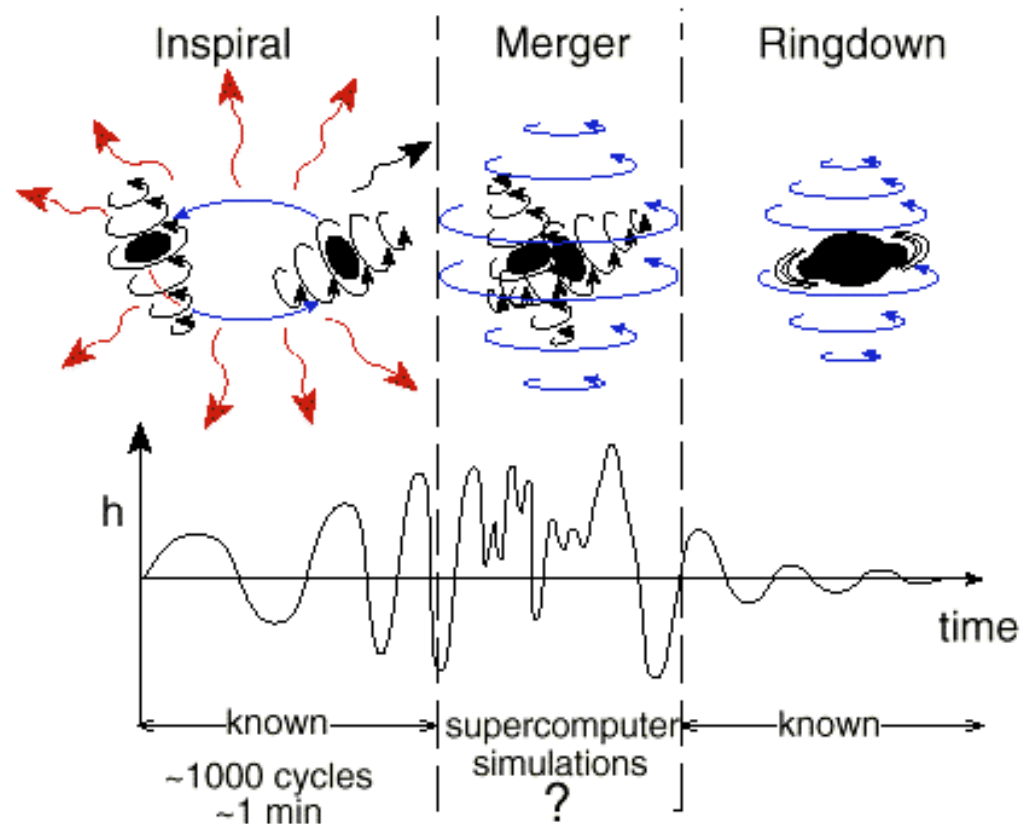 Inspiral
Merger
Ringdown
h
time
known
supercomputer
simulations
?
known
~1000 cycles
~1 min